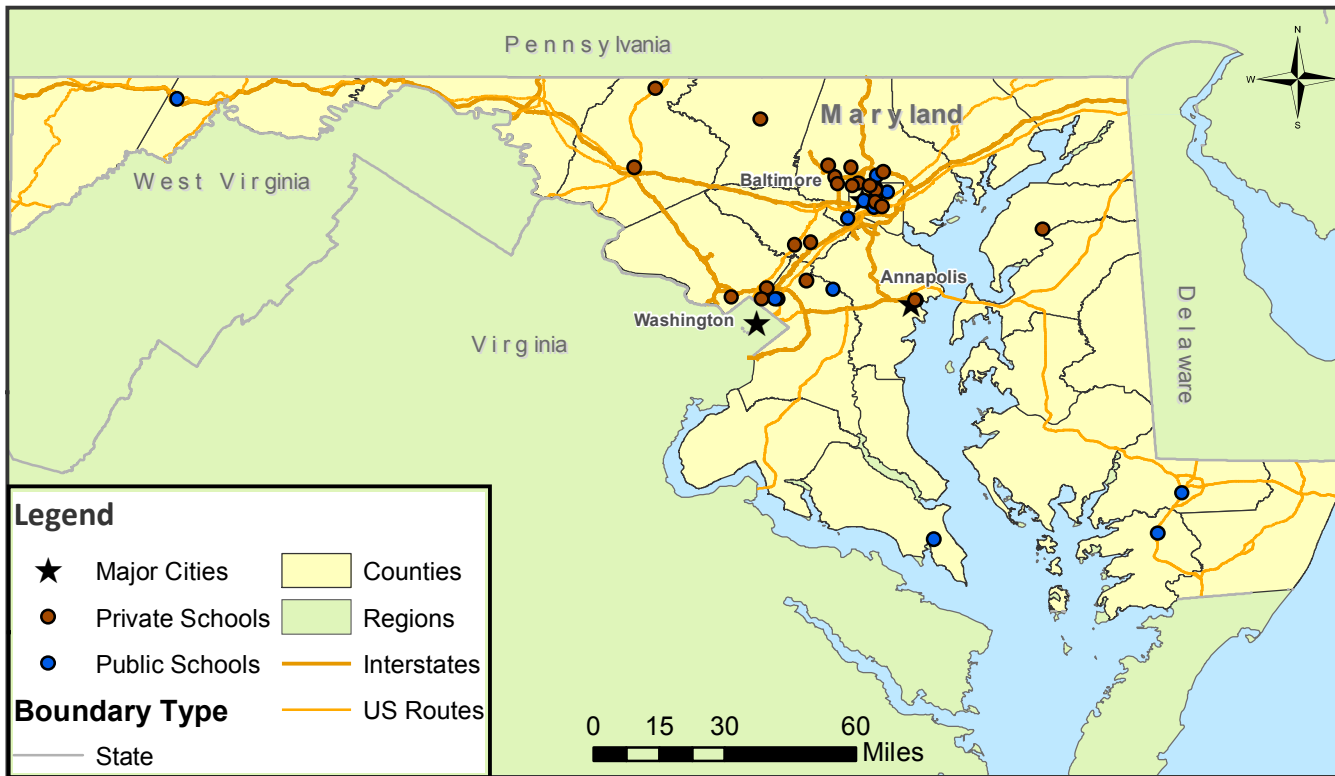 Pennsylvania
N
W
E
S
Maryland
West Virginia
Baltimore
Annapolis
Washington
Virginia
Delaware
Legend
Major Cities
Counties
Private Schools
Regions
Public Schools
Interstates
Boundary Type
US Routes
State
0 15 30 60
Miles